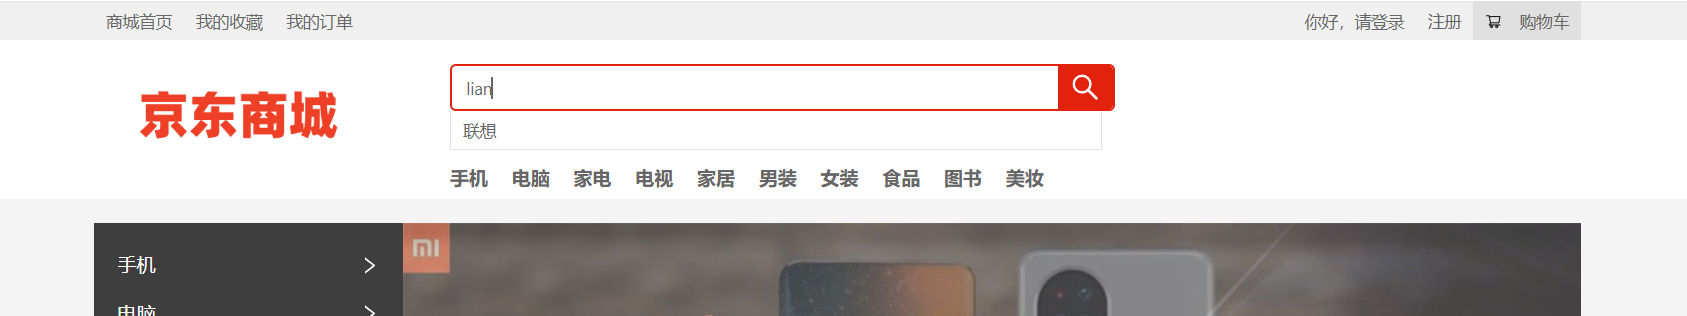 商城首页 我的收藏 我的订单 你好，请登录 注册 购物车
京东商城
lian
联想
手机 电脑 家电 电视 家居 男装 女装 食品 图书 美妆
手机
电脑
mi